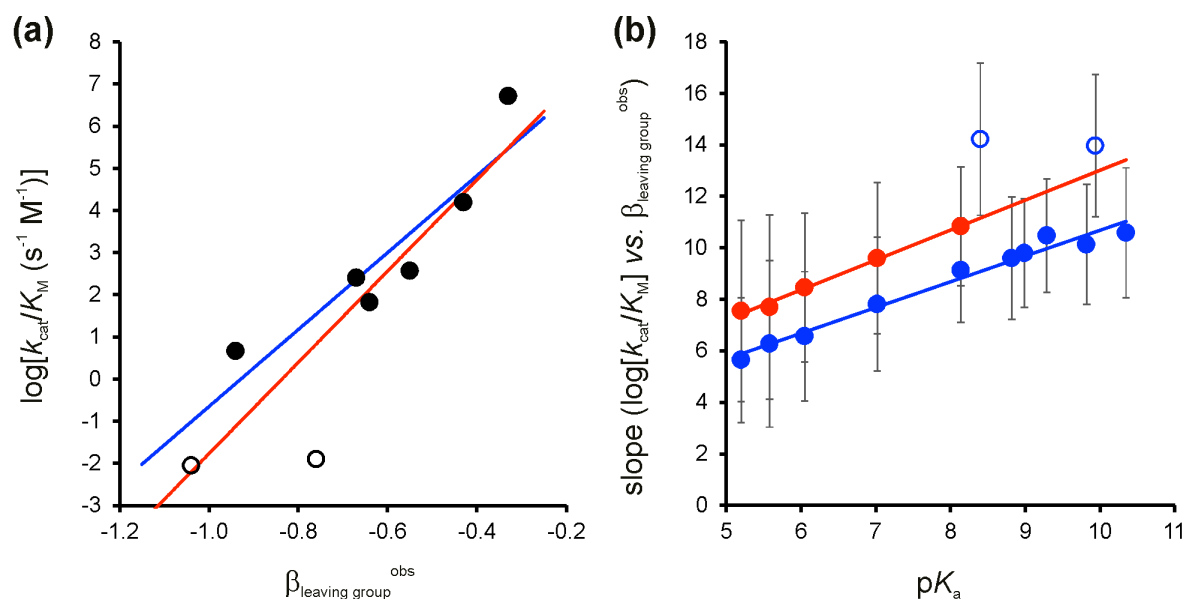 (a)
8
7
6
5
4
3
2
1
0
-1
-2
-3
-1.2 -1.0 -0.8 -0.6 -0.4 -0.2
log[kcat/KM (s-1 M-1)]
βleaving group obs
(b)
18
16
14
12
10
8
6
4
2
0
5 6 7 8 9 10 11
slope (log[kcat/KM] vs. βleaving group obs)
pKa